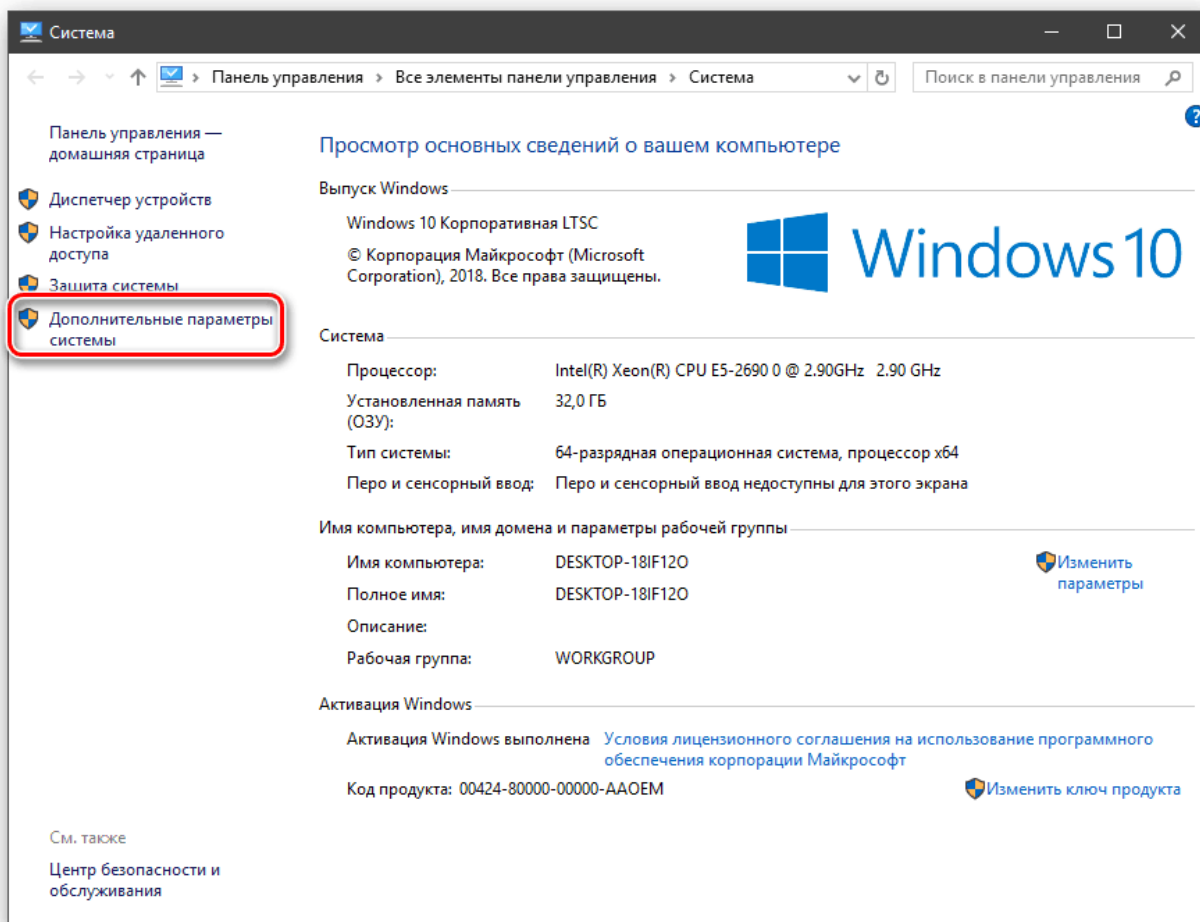 Система
Панель управления › Все элементы панели управления › Система
Поиск в панели управления
?
Панель управления —
домашняя страница
Диспетчер устройств
Настройка удаленного
доступа
Защита системы
Дополнительные параметры
системы
Просмотр основных сведений о вашем компьютере
Выпуск Windows
Windows 10 Корпоративная LTSC
© Корпорация Майкрософт (Microsoft
Corporation), 2018. Все права защищены.
Windows 10
Система
Процессор: Intel(R) Xeon(R) CPU E5-2690 0 @ 2.90GHz 2.90 GHz
Установленная память 32,0 ГБ
(ОЗУ):
Тип системы: 64-разрядная операционная система, процессор x64
Перо и сенсорный ввод: Перо и сенсорный ввод недоступны для этого экрана
Имя компьютера, имя домена и параметры рабочей группы
Имя компьютера: DESKTOP-18IF12O
Изменить
параметры
Полное имя: DESKTOP-18IF12O
Описание:
Рабочая группа: WORKGROUP
Активация Windows
Активация Windows выполнена Условия лицензионного соглашения на использование программного
обеспечения корпорации Майкрософт
Код продукта: 00424-80000-00000-AAOEM Изменить ключ продукта
См. также
Центр безопасности и
обслуживания